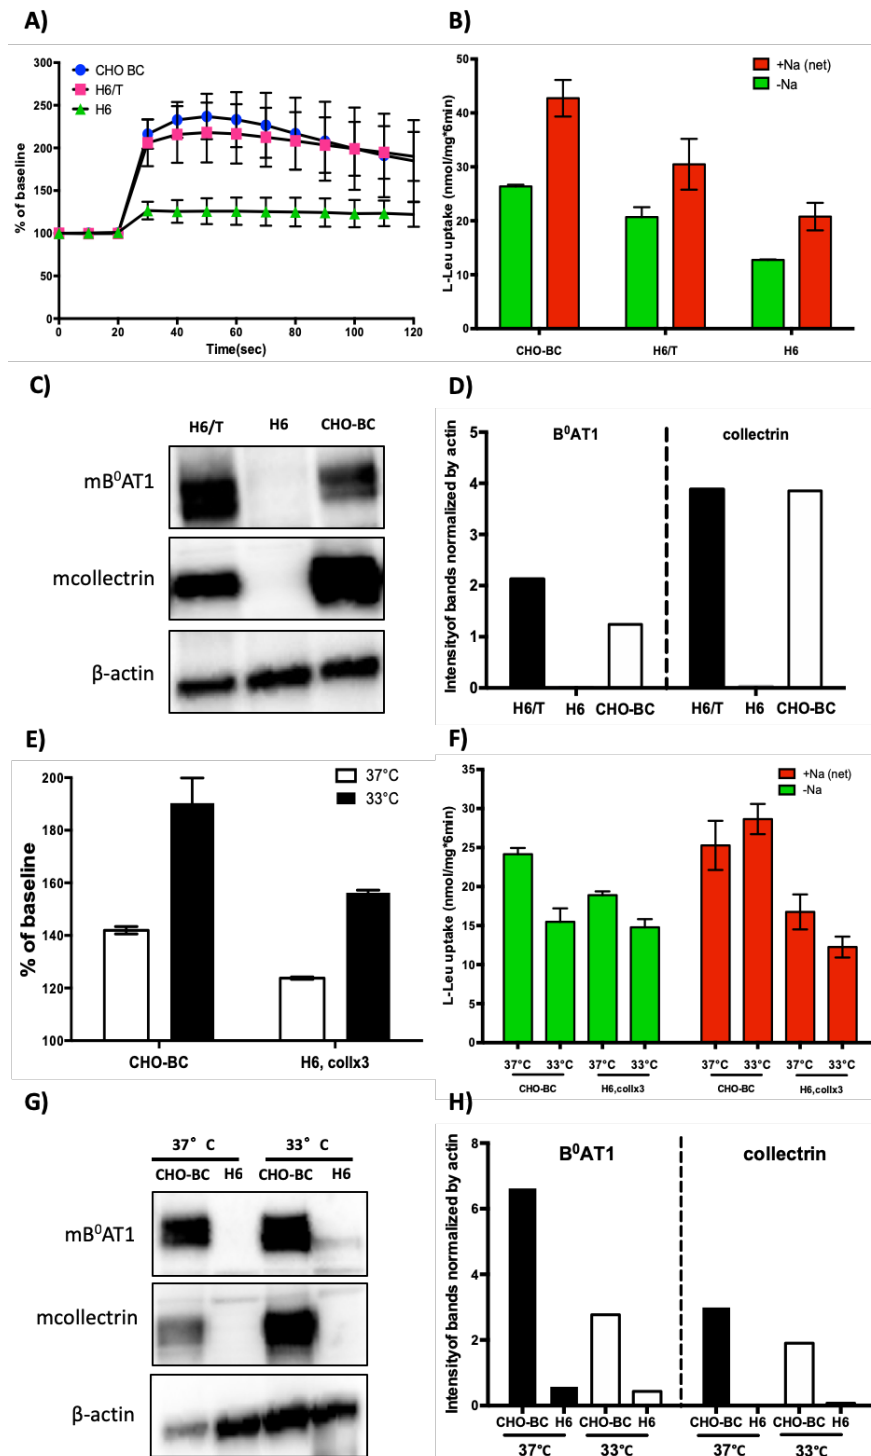 A)
% of baseline
300
250
200
150
100
50
0
CHO BC
H6/T
H6
0 20 40 60 80 100 120
Time(sec)
B)
L-Leu uptake (nmol/mg*6min)
50
40
30
20
10
0
+Na (net)
-Na
CHO-BC H6/T H6
C)
H6/T H6 CHO-BC
mB⁰AT1
mcollectrin
β-actin
D)
Intensityof bands normalized by actin
5
4
3
2
1
0
B⁰AT1 collectrin
H6/T H6 CHO-BC H6/T H6 CHO-BC
E)
% of baseline
200
180
160
140
120
100
37°C
33°C
CHO-BC H6, collx3
F)
L-Leu uptake (nmol/mg*6min)
35
30
25
20
15
10
5
0
+Na (net)
-Na
37°C 33°C 37°C 33°C 37°C 33°C 37°C 33°C
CHO-BC H6,collx3 CHO-BC H6,collx3
G)
37° C 33° C
CHO-BC H6 CHO-BC H6
mB⁰AT1
mcollectrin
β-actin
H)
Intensityof bands normalized by actin
8
6
4
2
0
B⁰AT1 collectrin
CHO-BC H6 CHO-BC H6 CHO-BC H6 CHO-BC H6
37°C 33°C 37°C 33°C